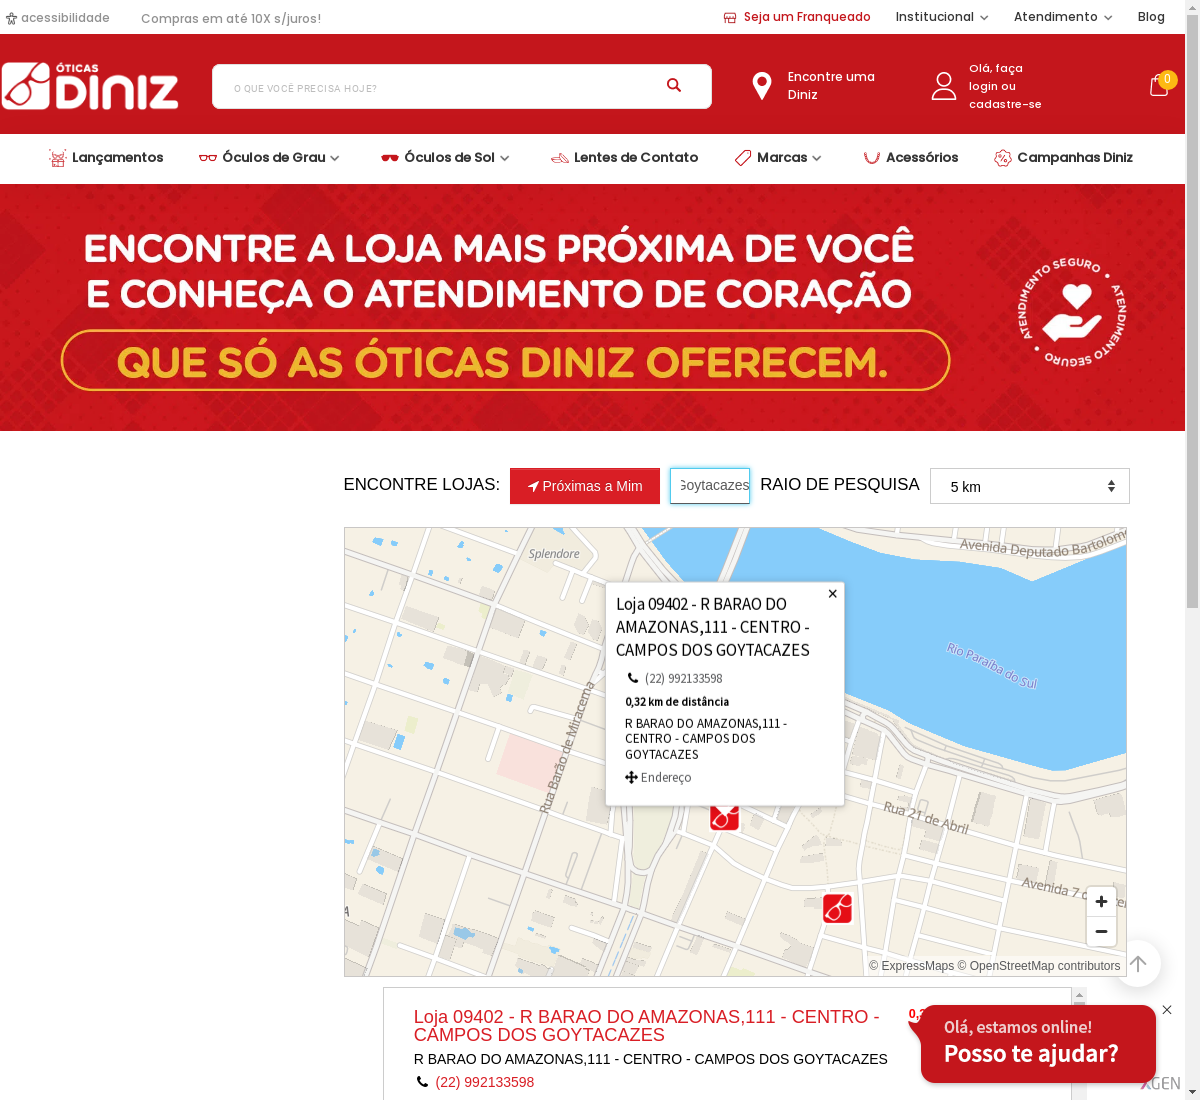 acessibilidade
Compras em até 10X s/juros!
Seja um Franqueado
Institucional
Atendimento
Blog
ÓTICAS
DINIZ
O QUE VOCÊ PRECISA HOJE?
Encontre uma
Diniz
Olá, faça
login ou
cadastre-se
0
Lançamentos
Óculos de Grau
Óculos de Sol
Lentes de Contato
Marcas
Acessórios
Campanhas Diniz
ENCONTRE A LOJA MAIS PRÓXIMA DE VOCÊ
E CONHEÇA O ATENDIMENTO DE CORAÇÃO
QUE SÓ AS ÓTICAS DINIZ OFERECEM.
ATENDIMENTO SEGURO • ATENDIMENTO SEGURO •
ENCONTRE LOJAS:
Próximas a Mim
Goytacazes
RAIO DE PESQUISA
5 km
Splendore
Avenida Deputado Bartolome
Rio Paraíba do Sul
Rua Barão de Miracema
Rua 21 de Abril
Avenida 7 de
Loja 09402 - R BARAO DO
AMAZONAS,111 - CENTRO -
CAMPOS DOS GOYTACAZES
×
(22) 992133598
0,32 km de distância
R BARAO DO AMAZONAS,111 -
CENTRO - CAMPOS DOS
GOYTACAZES
Endereço
+
−
© ExpressMaps © OpenStreetMap contributors
Loja 09402 - R BARAO DO AMAZONAS,111 - CENTRO -
CAMPOS DOS GOYTACAZES
R BARAO DO AMAZONAS,111 - CENTRO - CAMPOS DOS GOYTACAZES
(22) 992133598
Olá, estamos online!
Posso te ajudar?
XGEN